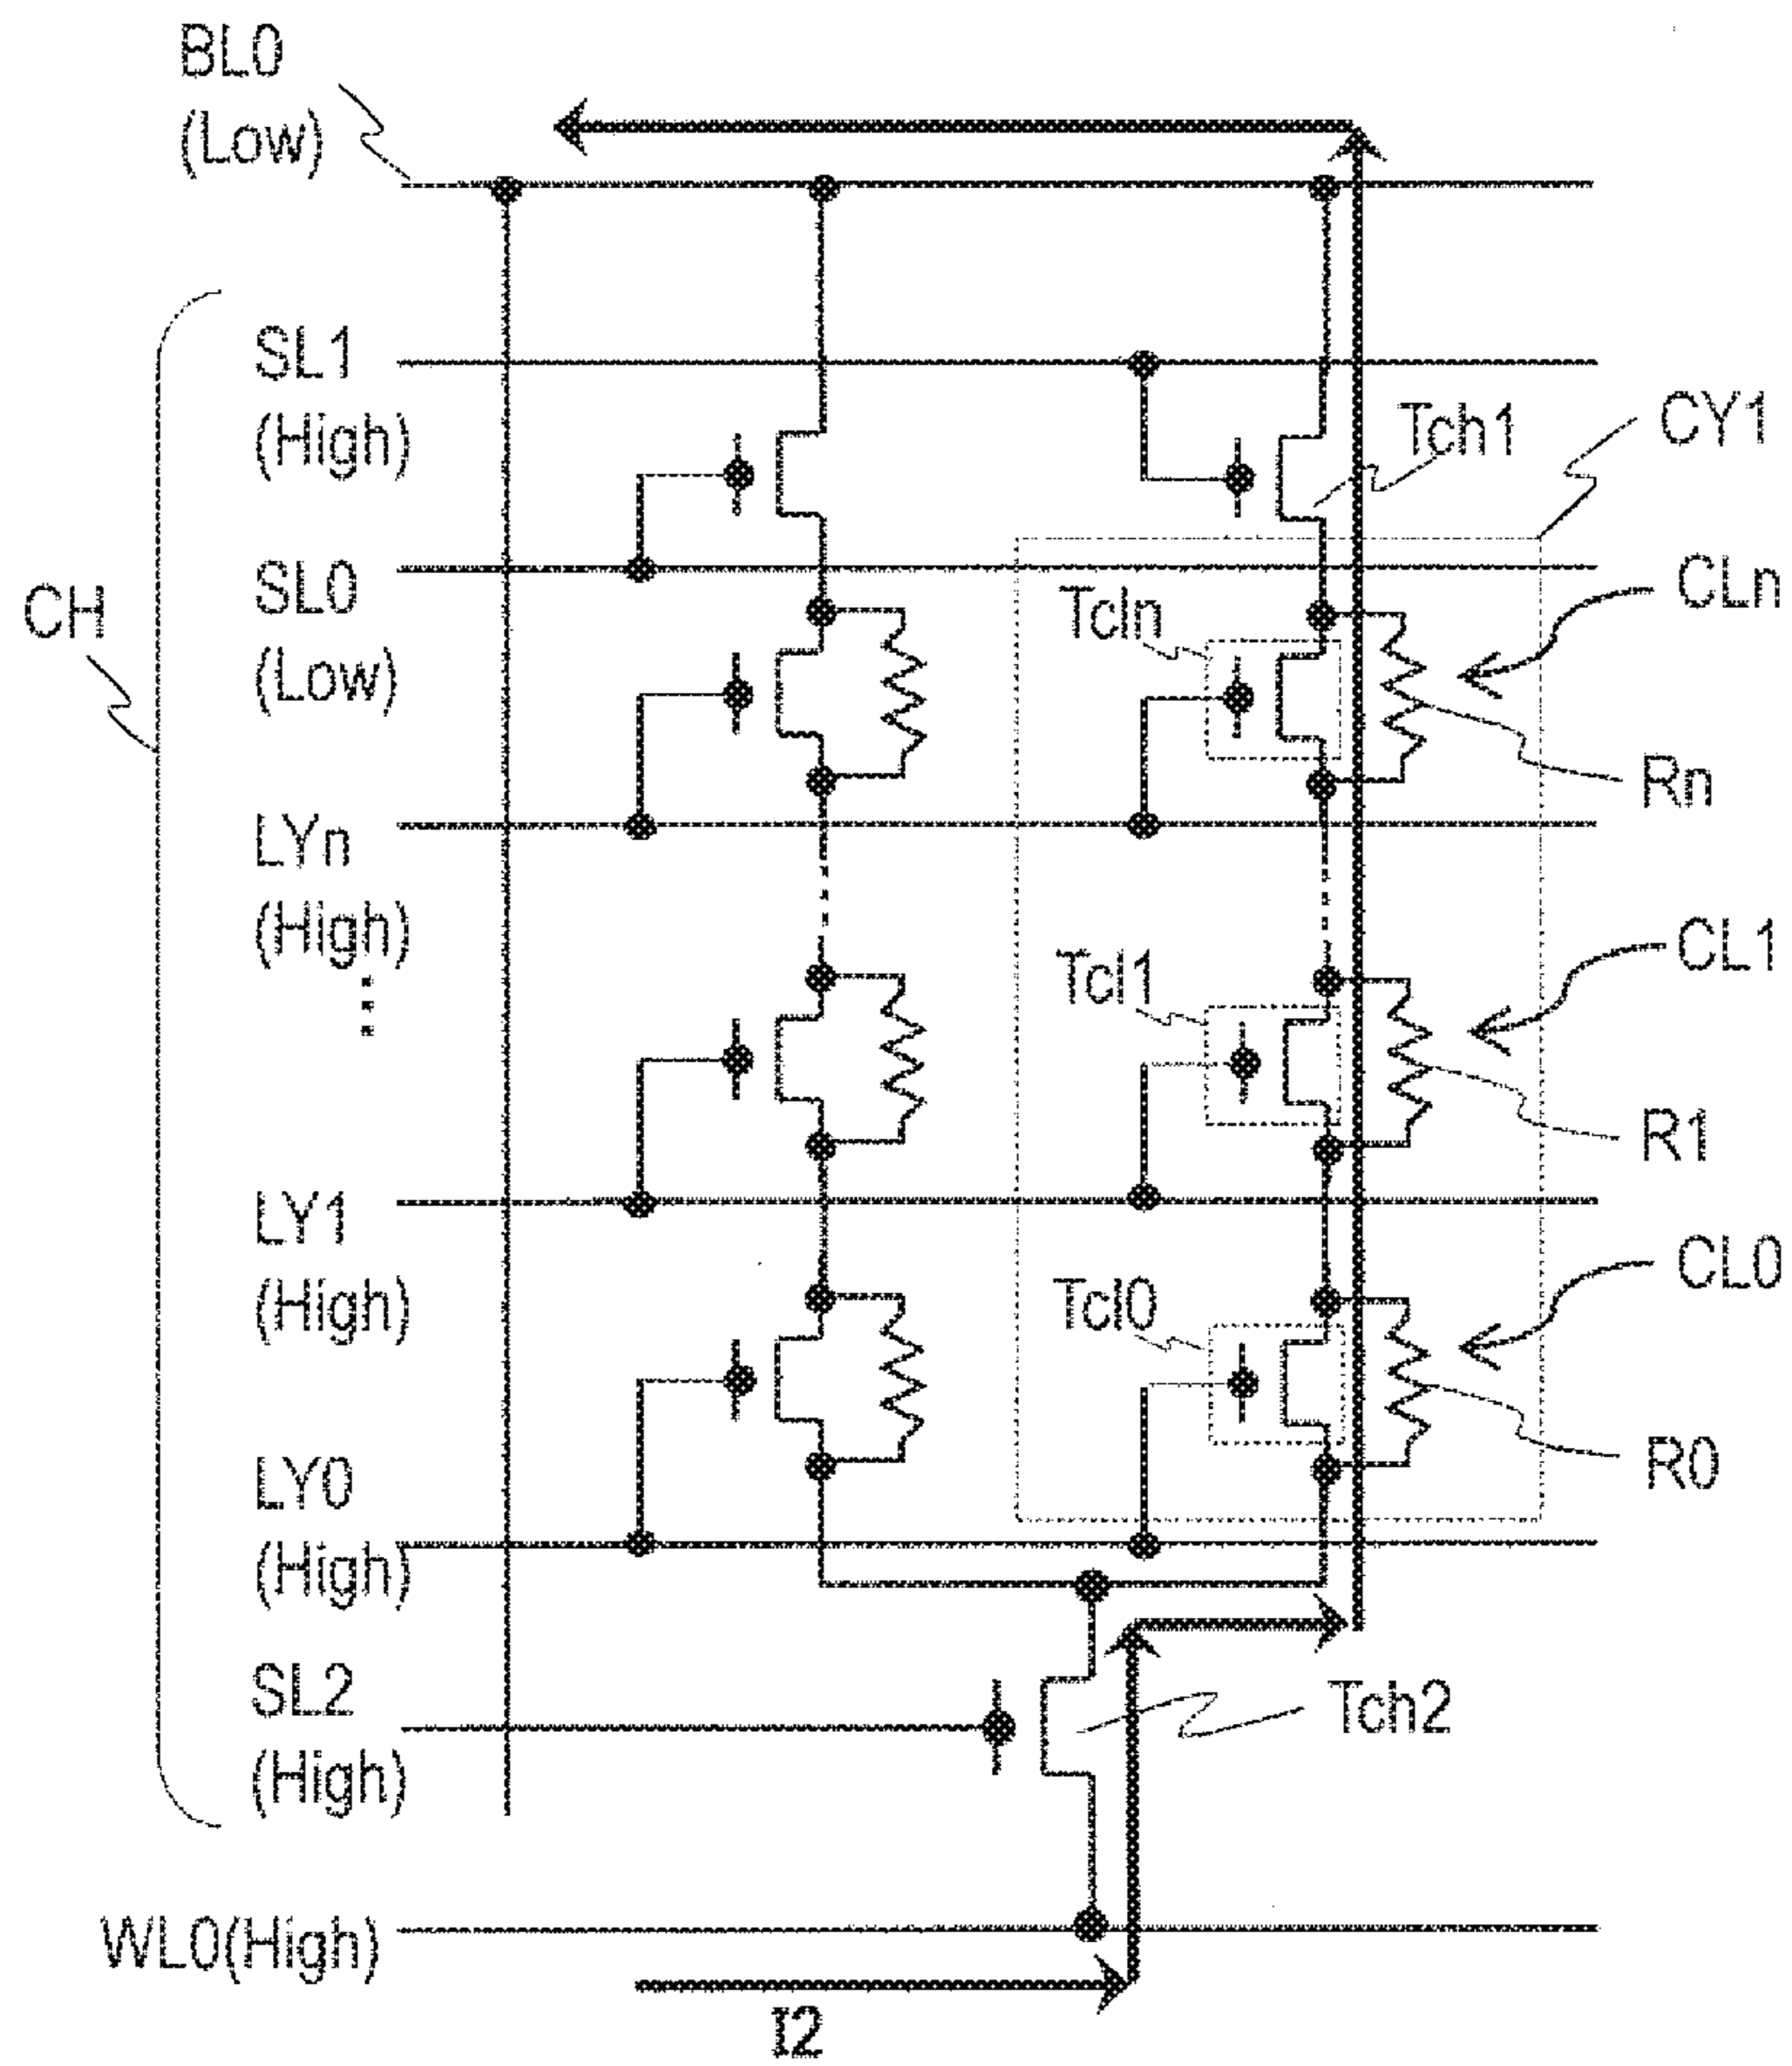 BL0
(Low)
SL1
(High)
Tch1
CY1
CH
SL0
(Low)
Tcln
CLn
Rn
LYn
(High)
Tcl1
CL1
R1
LY1
(High)
Tcl0
CL0
R0
LY0
(High)
SL2
(High)
Tch2
WL0(High)
I2